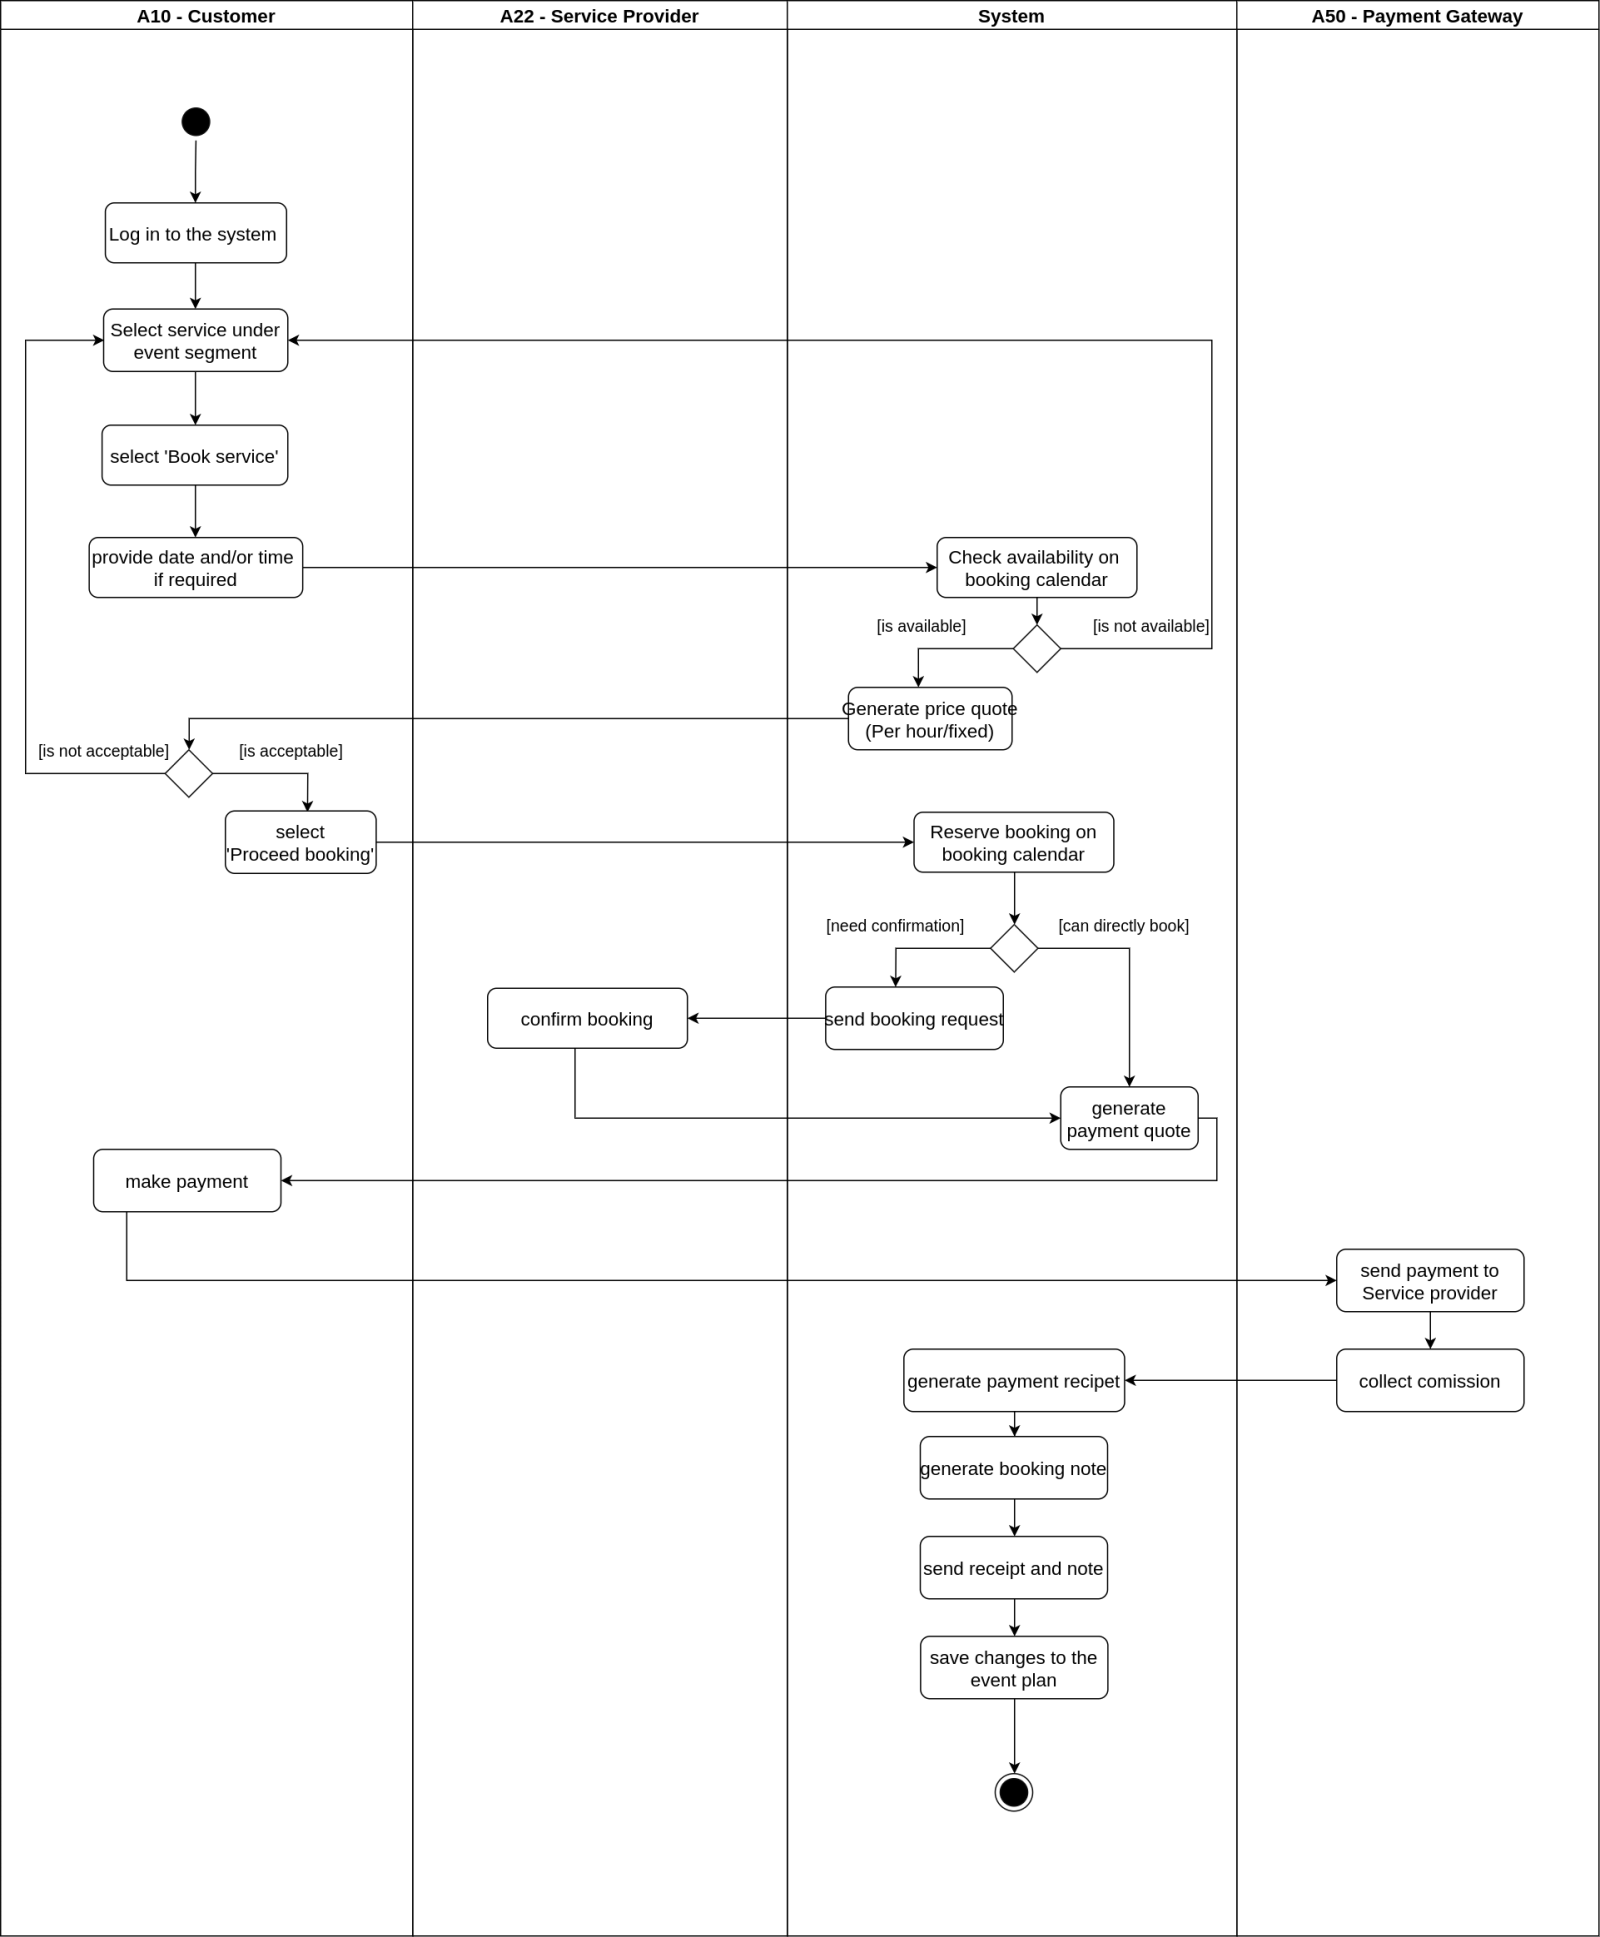 A10 - Customer
A22 - Service Provider
System
A50 - Payment Gateway
Log in to the system
Select service under
event segment
select 'Book service'
provide date and/or time
if required
Check availability on
booking calendar
[is available]
[is not available]
Generate price quote
(Per hour/fixed)
[is not acceptable]
[is acceptable]
select
'Proceed booking'
Reserve booking on
booking calendar
[need confirmation]
[can directly book]
confirm booking
send booking request
generate
payment quote
make payment
send payment to
Service provider
generate payment recipet
collect comission
generate booking note
send receipt and note
save changes to the
event plan